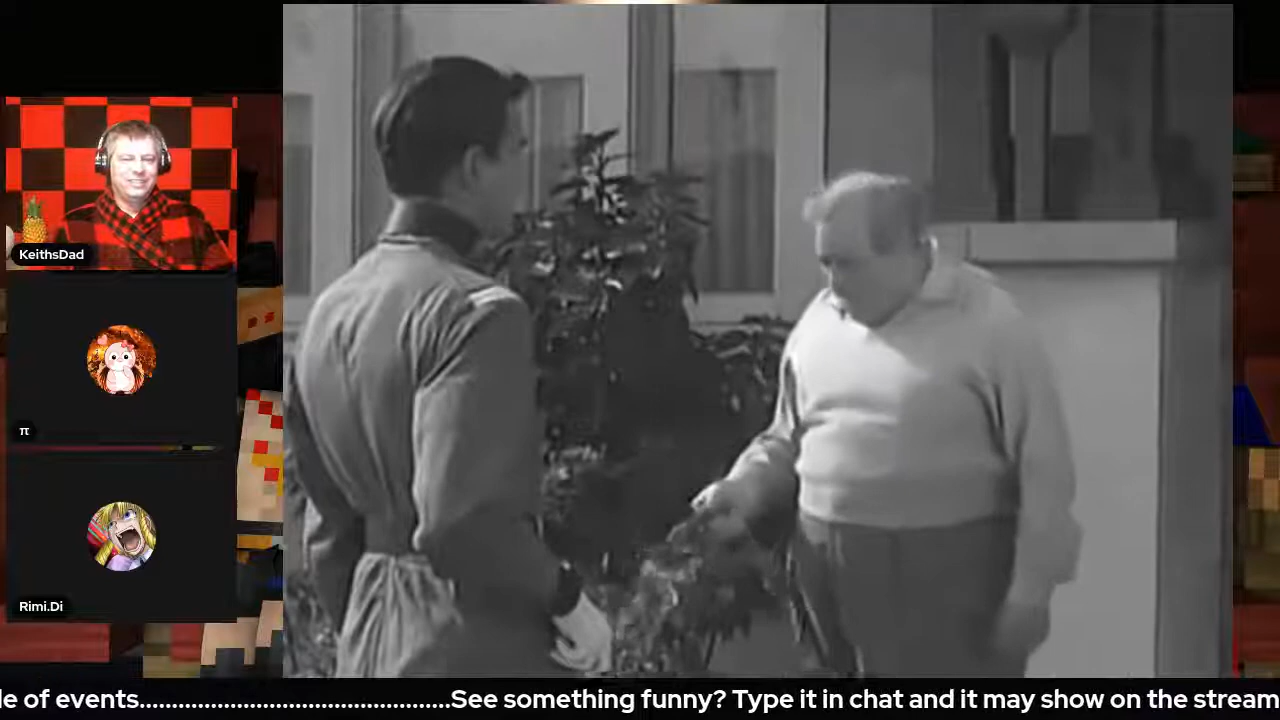 KeithsDad
π
Rimi.Di
le of events................................................See something funny? Type it in chat and it may show on the stream